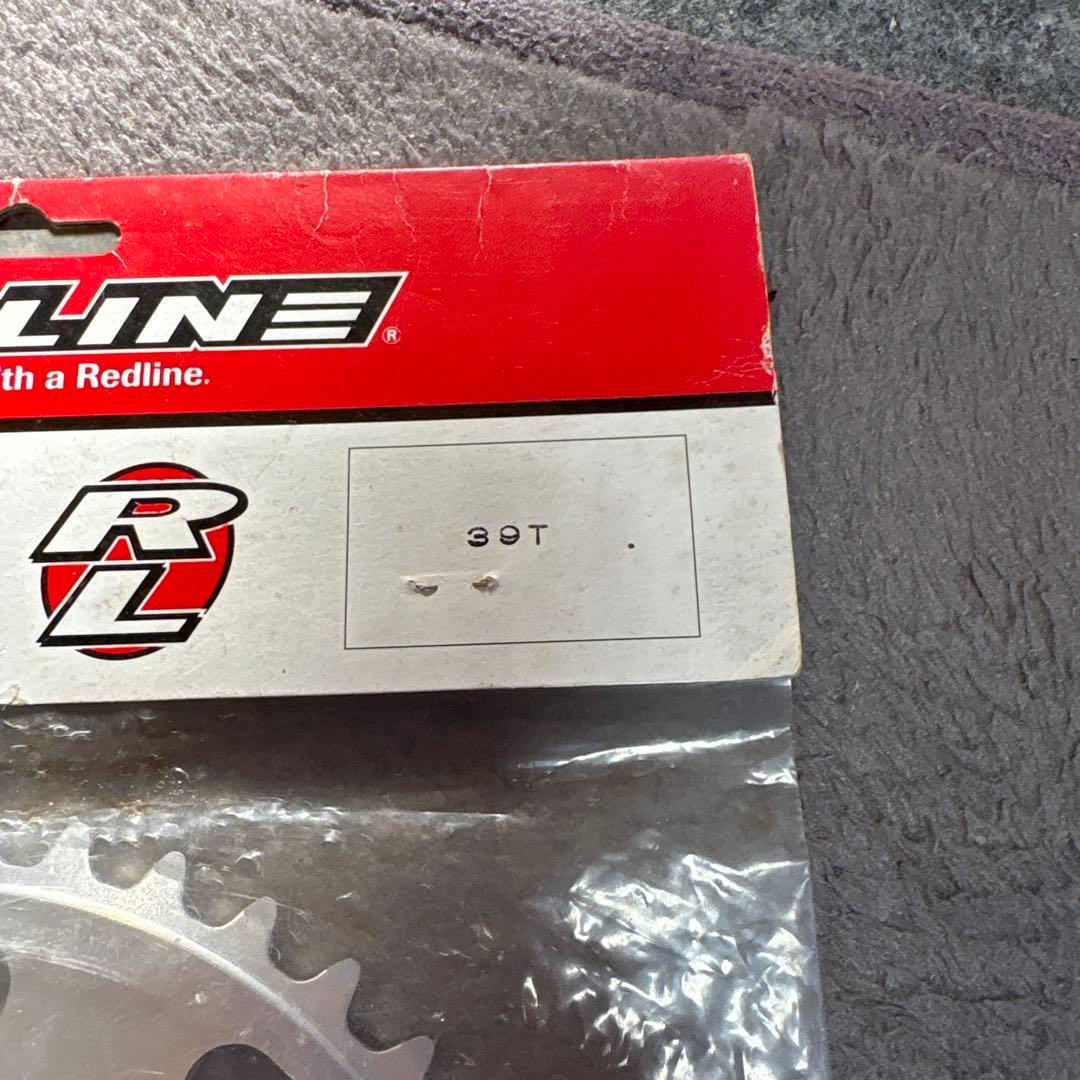 LINE®
th a Redline.
RL
39T